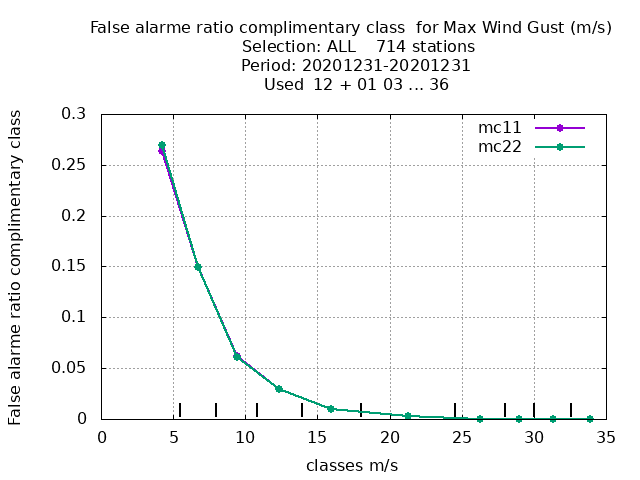 False alarme ratio complimentary class  for Max Wind Gust (m/s)
Selection: ALL    714 stations
Period: 20201231-20201231
Used  12 + 01 03 ... 36
False alarme ratio complimentary class
0.3
0.25
0.2
0.15
0.1
0.05
0
mc11
mc22
0 5 10 15 20 25 30 35
classes m/s